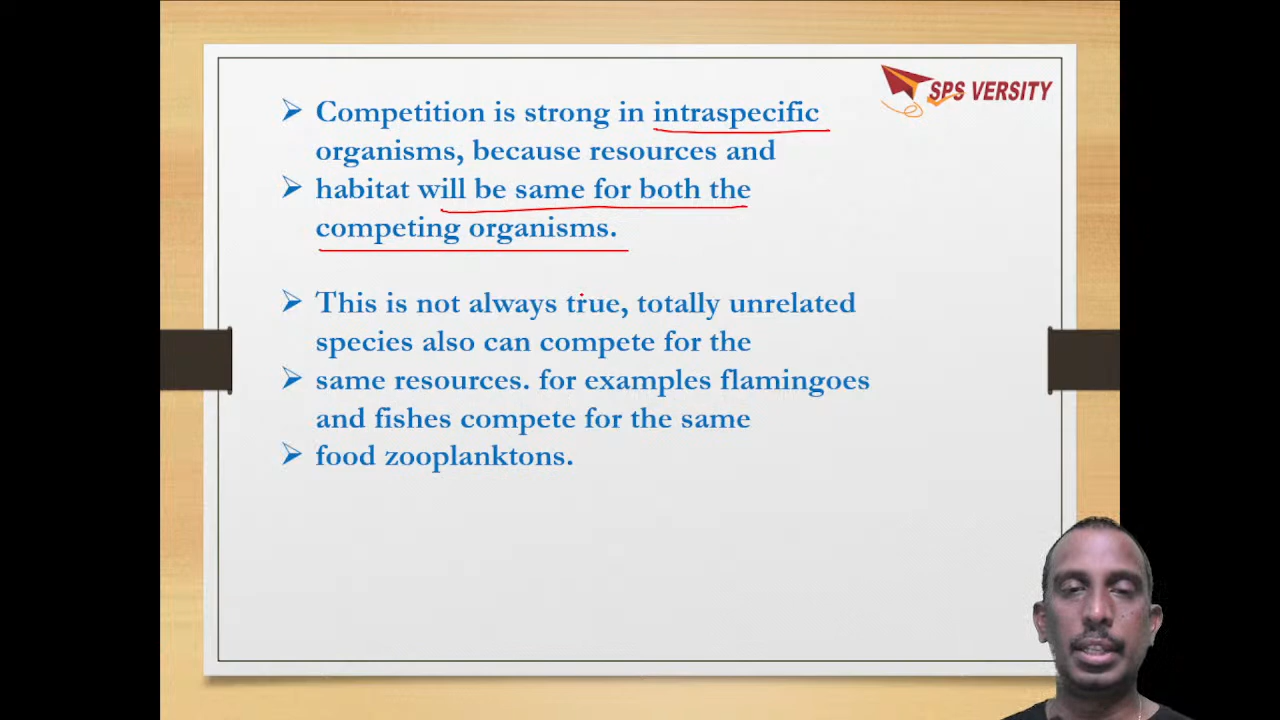 SPS VERSITY
➢ Competition is strong in intraspecific
organisms, because resources and
➢ habitat will be same for both the
competing organisms.
➢ This is not always true, totally unrelated
species also can compete for the
➢ same resources. for examples flamingoes
and fishes compete for the same
➢ food zooplanktons.